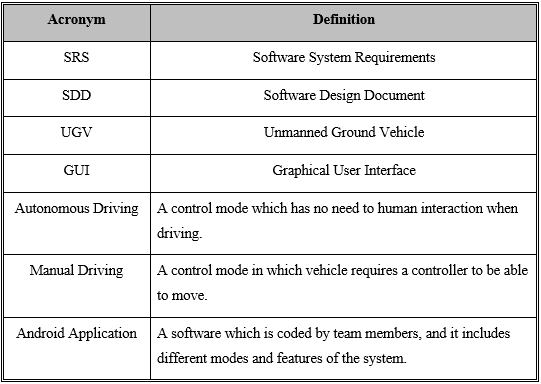 Acronym Definition
SRS Software System Requirements
SDD Software Design Document
UGV Unmanned Ground Vehicle
GUI Graphical User Interface
Autonomous Driving A control mode which has no need to human interaction when
driving.
Manual Driving A control mode in which vehicle requires a controller to be able
to move.
Android Application A software which is coded by team members, and it includes
different modes and features of the system.